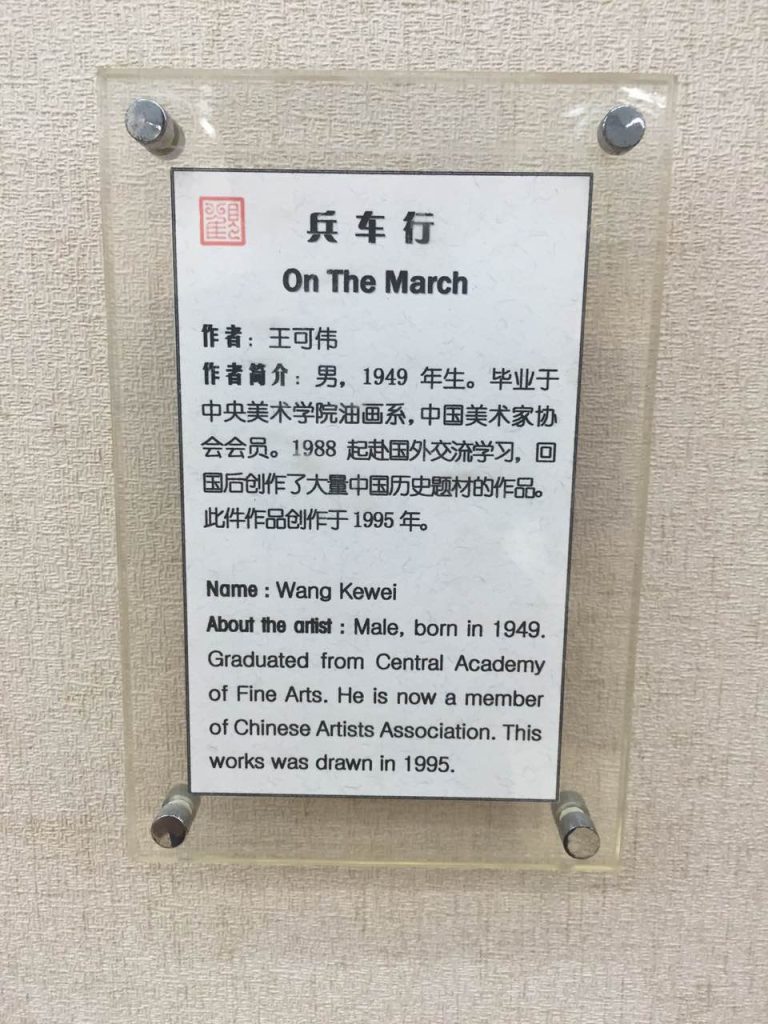 兵车行
On The March
作者：王可伟
作者简介：男，1949 年生。毕业于
中央美术学院油画系，中国美术家协
会会员。1988 起赴国外交流学习，回
国后创作了大量中国历史题材的作品。
此件作品创作于 1995 年。
Name : Wang Kewei
About the artist : Male, born in 1949.
Graduated from Central Academy
of Fine Arts. He is now a member
of Chinese Artists Association. This
works was drawn in 1995.